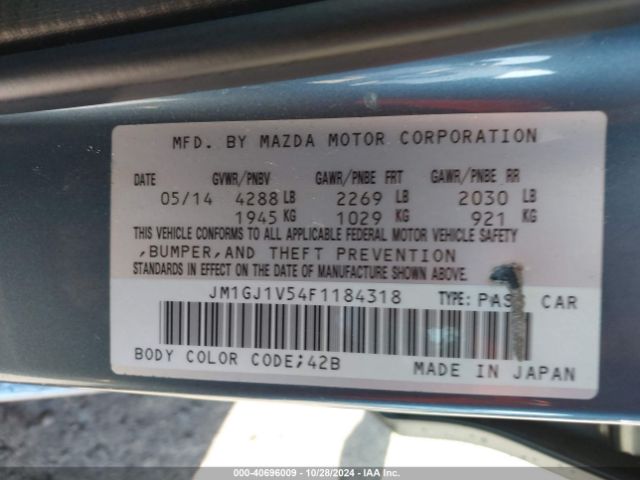 MFD. BY MAZDA MOTOR CORPORATION
DATE GVWR/PNBV GAWR/PNBE FRT GAWR/PNBE RR
05/14 4288 LB 2269 LB 2030 LB
1945 KG 1029 KG 921 KG
THIS VEHICLE CONFORMS TO ALL APPLICABLE FEDERAL MOTOR VEHICLE SAFETY
,BUMPER,AND THEFT PREVENTION
STANDARDS IN EFFECT ON THE DATE OF MANUFACTURE SHOWN ABOVE.
JM1GJ1V54F1184318 TYPE: PASS CAR
BODY COLOR CODE;42B MADE IN JAPAN
000-40696009 - 10/28/2024 - IAA Inc.